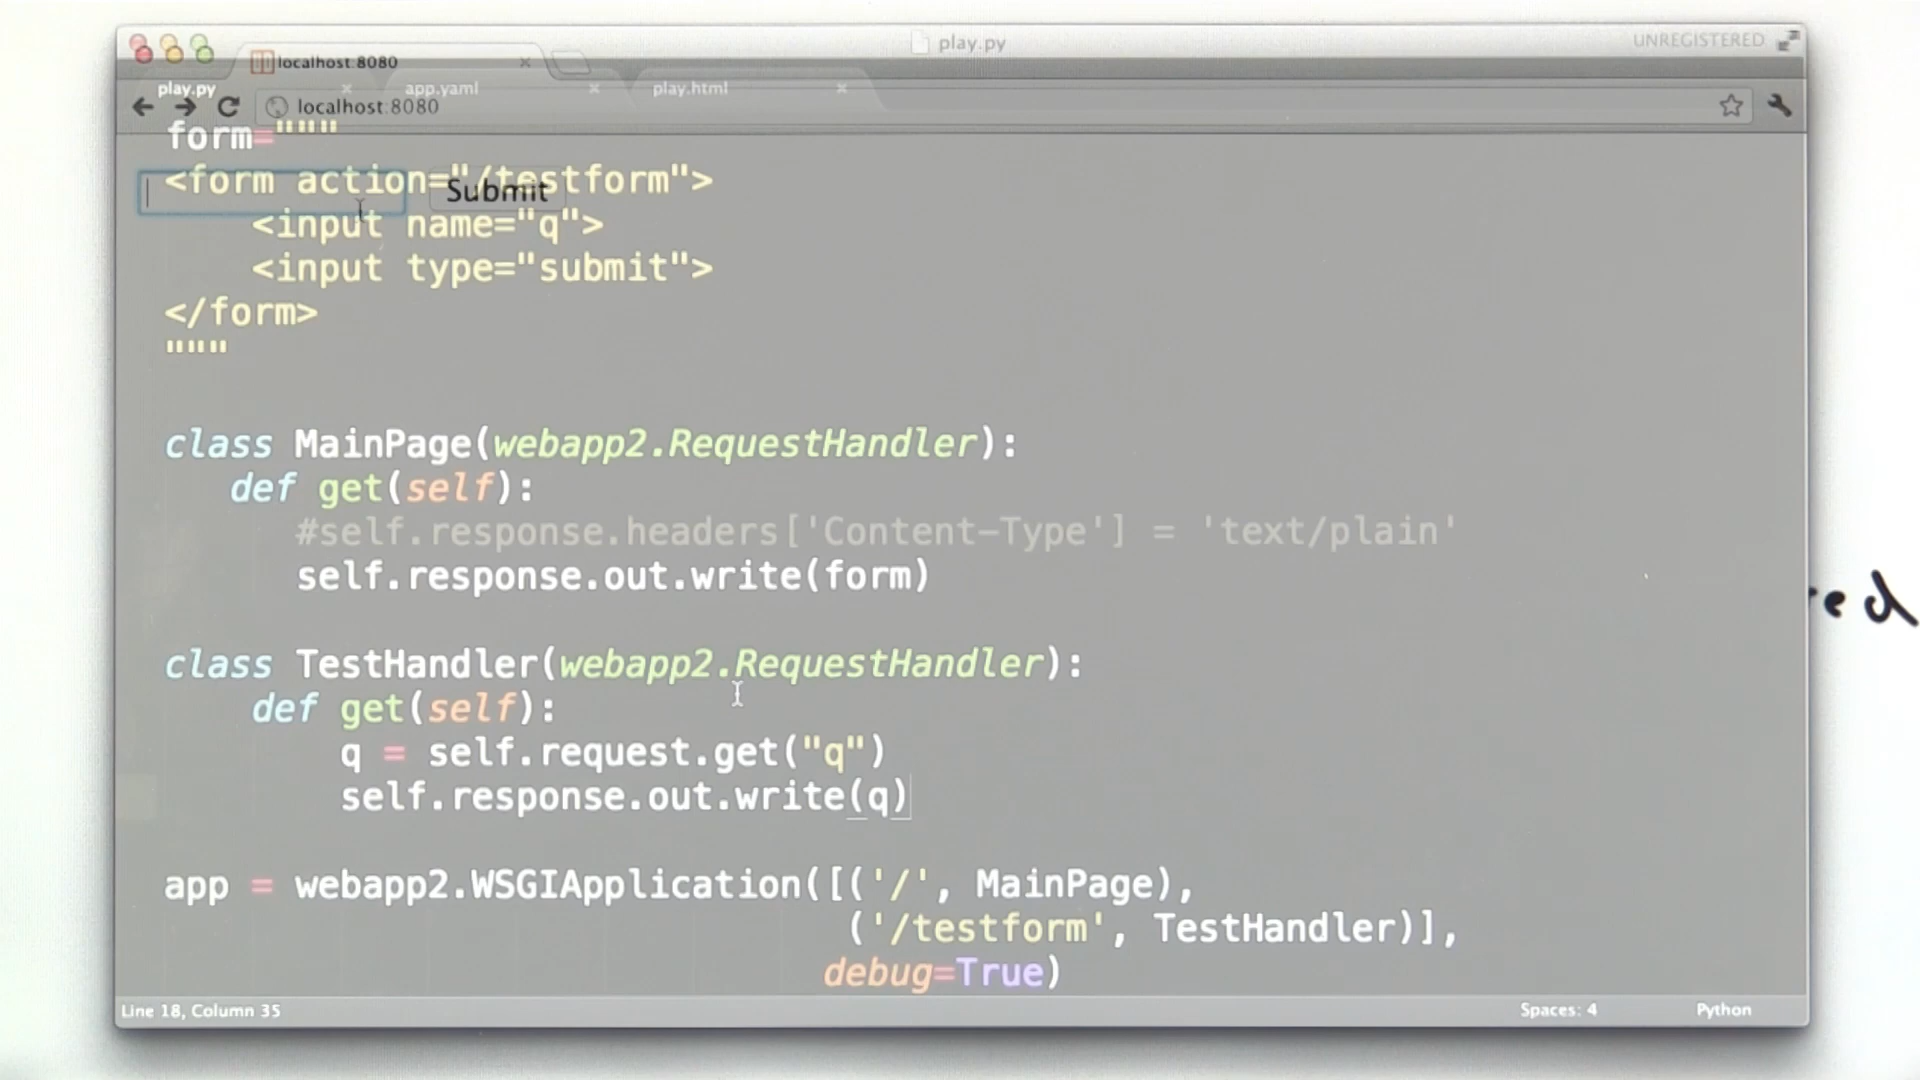 play.py
UNREGISTERED
localhost:8080
play.py
app.yaml
play.html
localhost:8080
form="""
<form action="/testform">
Submit
<input name="q">
<input type="submit">
</form>
"""
class MainPage(webapp2.RequestHandler):
def get(self):
#self.response.headers['Content-Type'] = 'text/plain'
self.response.out.write(form)
class TestHandler(webapp2.RequestHandler):
def get(self):
q = self.request.get("q")
self.response.out.write(q)
app = webapp2.WSGIApplication([('/', MainPage),
('/testform', TestHandler)],
debug=True)
Line 18, Column 35
Spaces: 4
Python